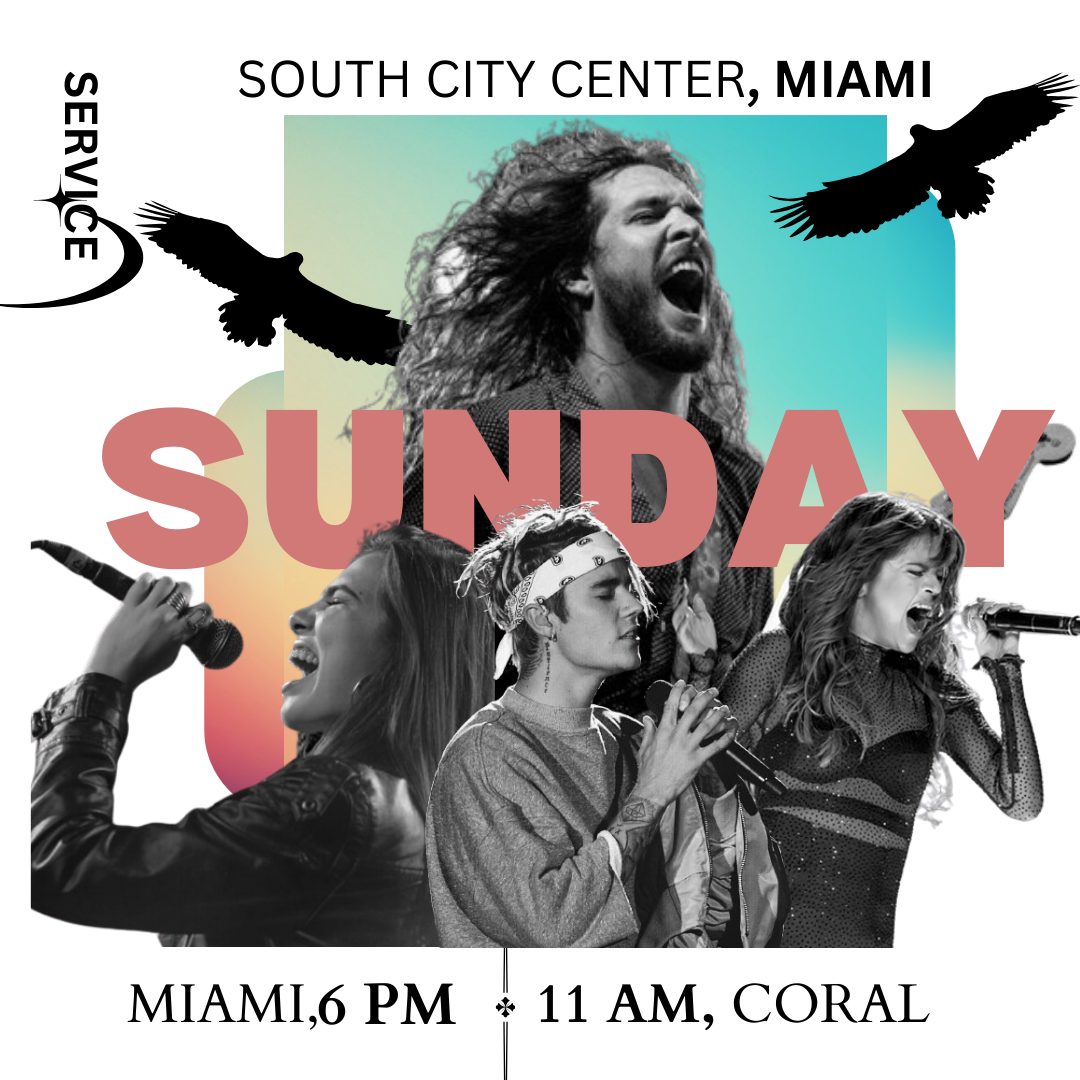 SOUTH CITY CENTER, MIAMI
SERVICE
SUNDAY
MIAMI,6 PM
11 AM, CORAL